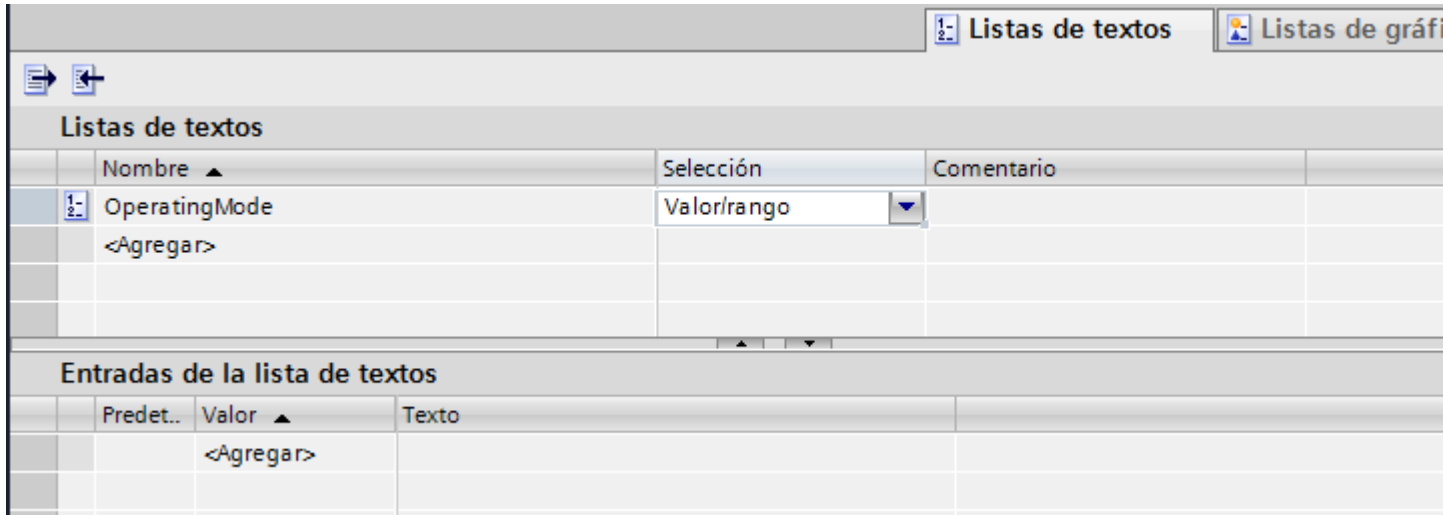 Listas de textos Listas de gráfi
Listas de textos
Nombre Selección Comentario
OperatingMode Valor/rango
<Agregar>
Entradas de la lista de textos
Predet.. Valor Texto
<Agregar>